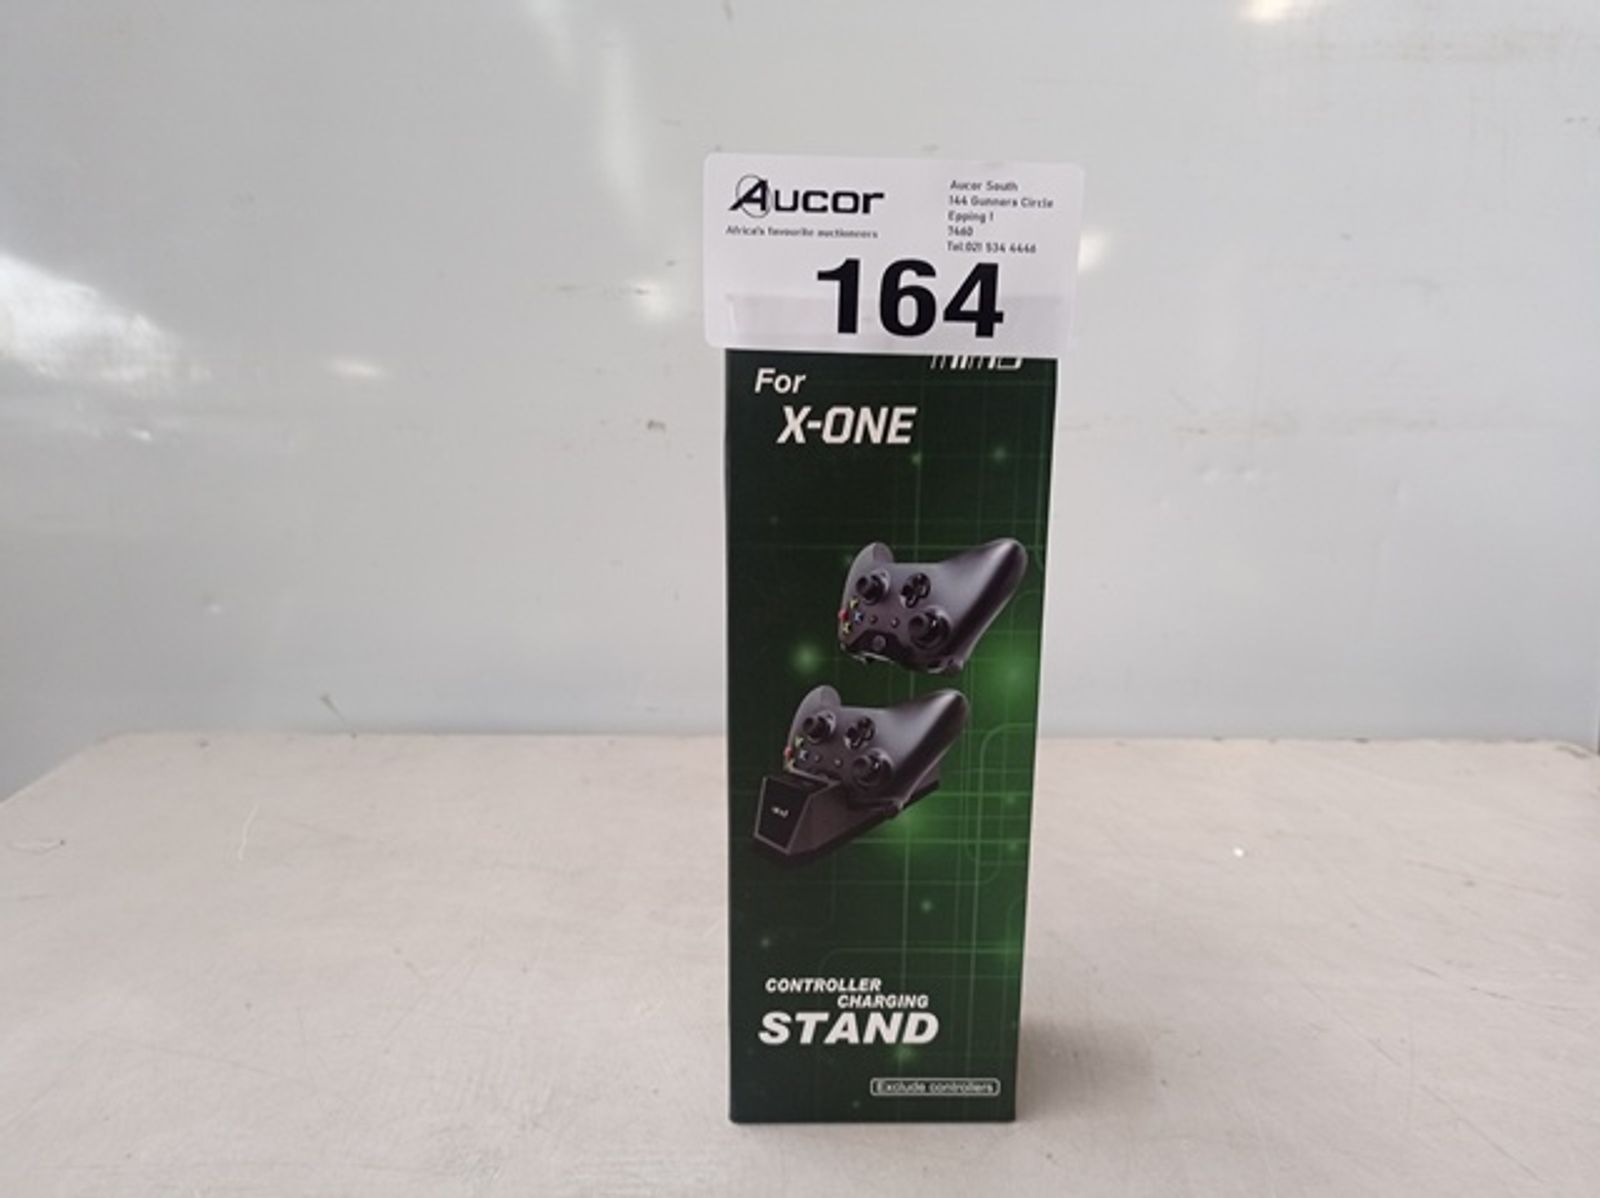 Aucor
Africa's favourite auctioneers
Aucor South
144 Gunners Circle
Epping 1
7460
Tel:021 534 4446
164
For
X-ONE
CONTROLLER
CHARGING
STAND
Exclude controllers